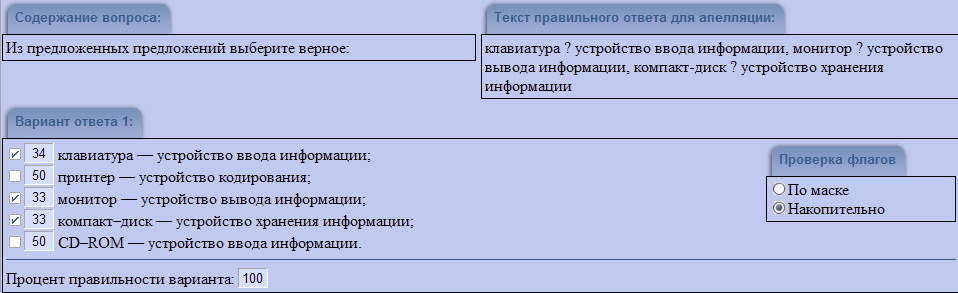 Содержание вопроса:
Текст правильного ответа для апелляции:
Из предложенных предложений выберите верное:
клавиатура ? устройство ввода информации, монитор ? устройство
вывода информации, компакт-диск ? устройство хранения
информации
Вариант ответа 1:
34 клавиатура — устройство ввода информации;
50 принтер — устройство кодирования;
33 монитор — устройство вывода информации;
33 компакт–диск — устройство хранения информации;
50 CD–ROM — устройство ввода информации.
Проверка флагов
По маске
Накопительно
Процент правильности варианта: 100